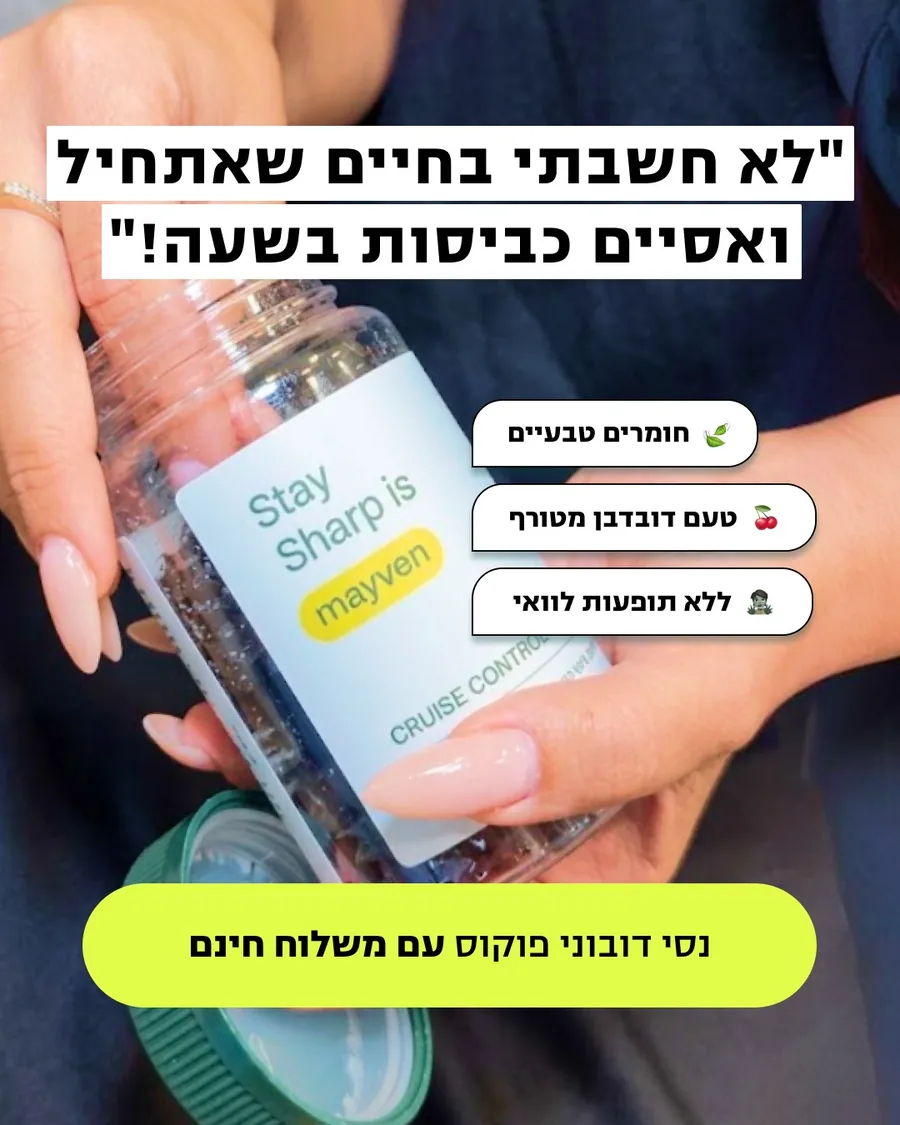 "לא חשבתי בחיים שאתחיל
ואסיים כביסות בשעה!"
חומרים טבעיים
טעם דובדבן מטורף
ללא תופעות לוואי
Stay
Sharp is
mayven
CRUISE CONTROL
נסי דובוני פוקוס עם משלוח חינם